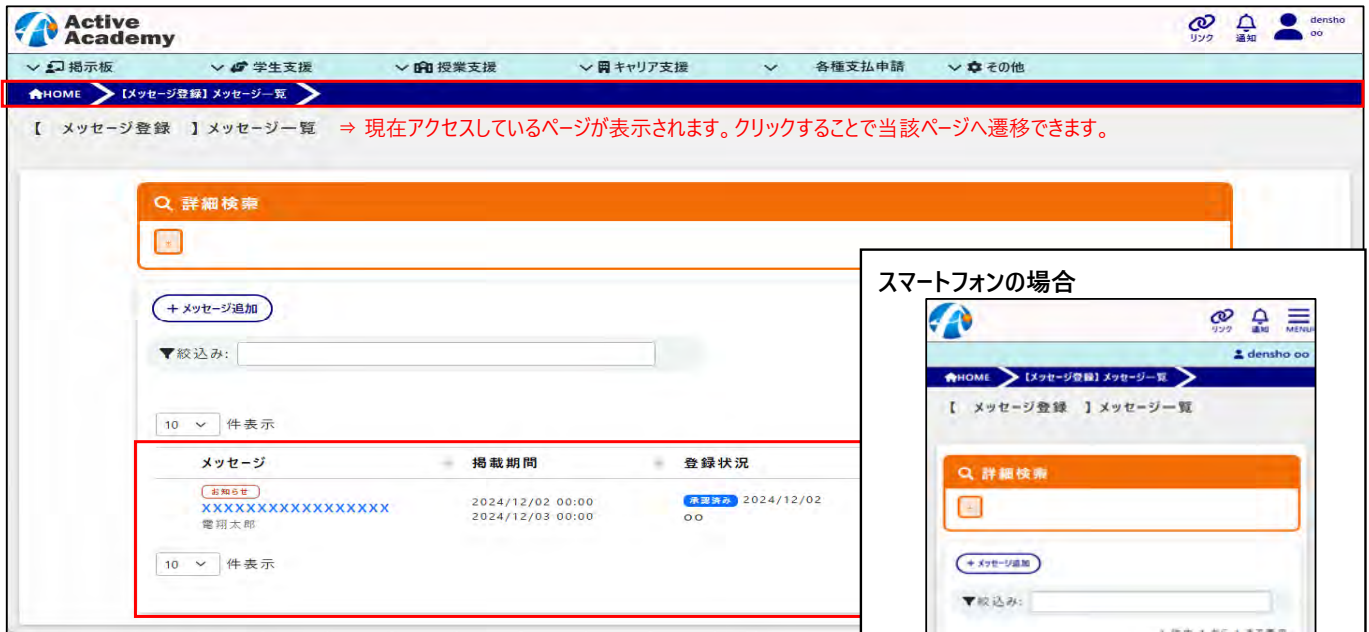 Active
Academy
リンク
通知
densho
oo
掲示板
学生支援
授業支援
キャリア支援
各種支払申請
その他
HOME
【メッセージ登録】メッセージ一覧
【 メッセージ登録 】メッセージ一覧
⇒ 現在アクセスしているページが表示されます。クリックすることで当該ページへ遷移できます。
詳細検索
+
+ メッセージ追加
絞込み:
10 件表示
メッセージ 掲載期間 登録状況
お知らせ
XXXXXXXXXXXXXXXXX
電翔太郎
2024/12/02 00:00
2024/12/03 00:00
承認済み 2024/12/02
oo
10 件表示
スマートフォンの場合
リンク
通知
MENU
densho oo
HOME
【メッセージ登録】メッセージ一覧
【 メッセージ登録 】メッセージ一覧
詳細検索
+
+ メッセージ追加
絞込み: